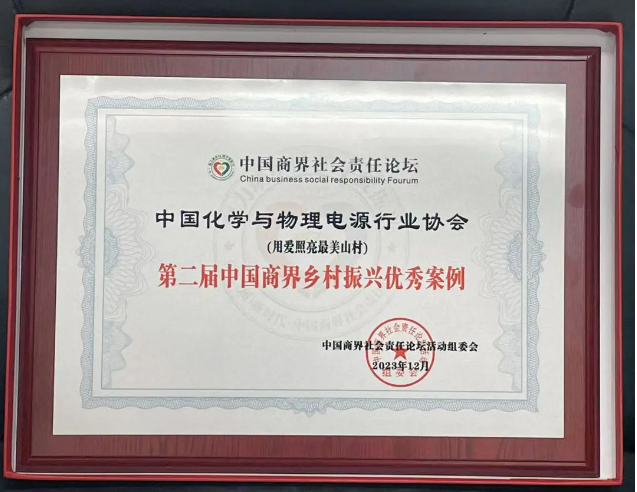 中国商界社会责任论坛
China business social responsibility Fourum
中国化学与物理电源行业协会
(用爱照亮最美山村)
第二届中国商界乡村振兴优秀案例
中国商界社会责任论坛活动组委会
2023年12月
组委会